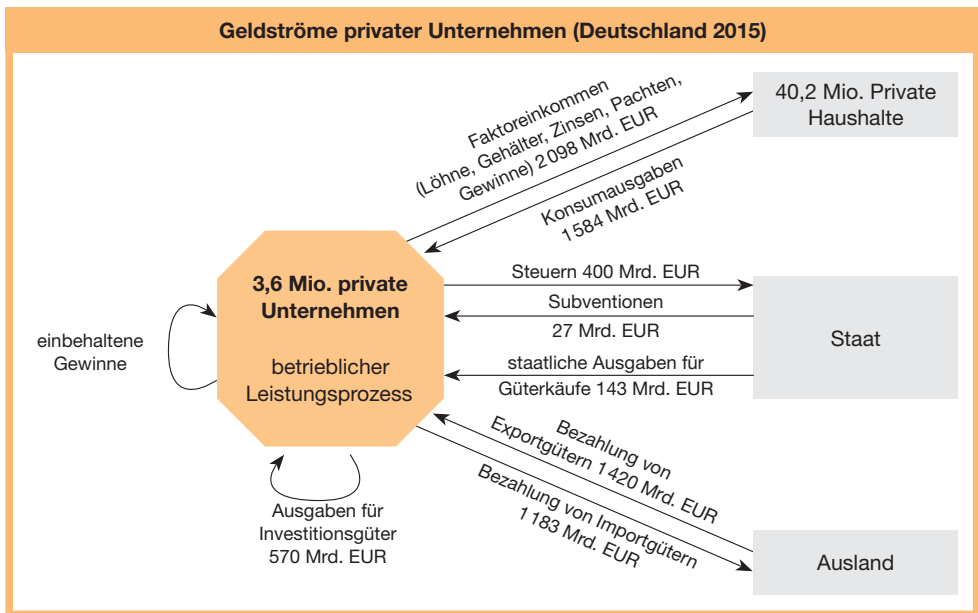 Geldströme privater Unternehmen (Deutschland 2015)
40,2 Mio. Private
Haushalte
Faktoreinkommen
(Löhne, Gehälter, Zinsen, Pachten,
Gewinne) 2 098 Mrd. EUR
Konsumausgaben
1 584 Mrd. EUR
3,6 Mio. private
Unternehmen
betrieblicher
Leistungsprozess
einbehaltene
Gewinne
Steuern 400 Mrd. EUR
Subventionen
27 Mrd. EUR
staatliche Ausgaben für
Güterkäufe 143 Mrd. EUR
Staat
Bezahlung von
Exportgütern 1 420 Mrd. EUR
Bezahlung von Importgütern
1 183 Mrd. EUR
Ausgaben für
Investitionsgüter
570 Mrd. EUR
Ausland